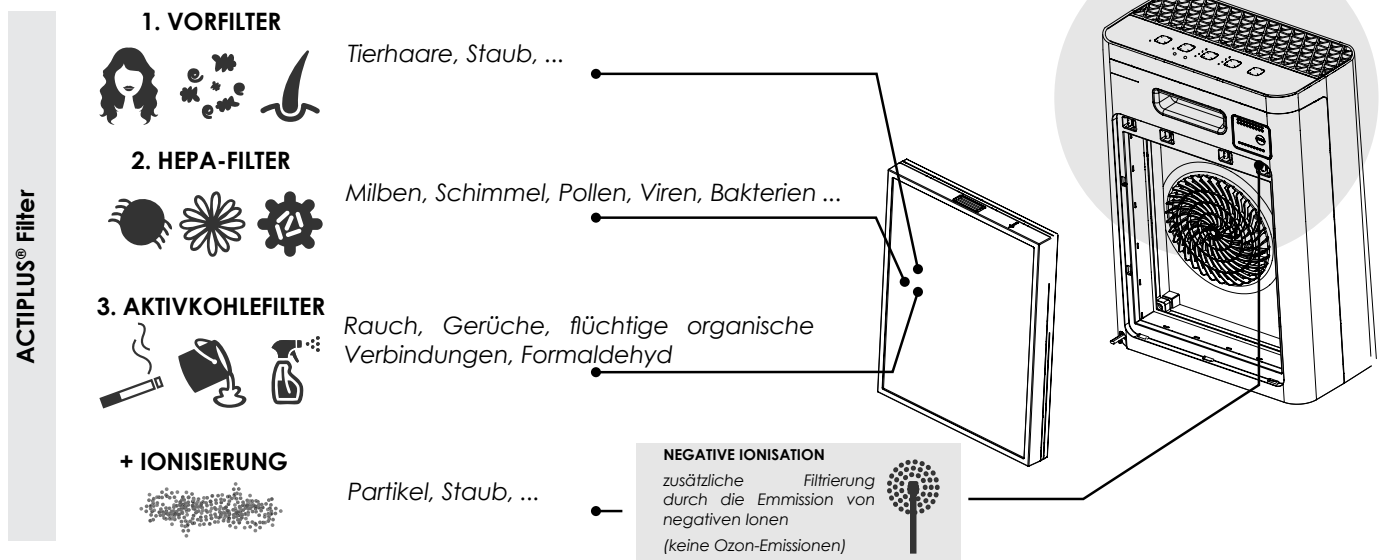 ACTIPLUS® Filter
1. VORFILTER
Tierhaare, Staub, ...
2. HEPA-FILTER
Milben, Schimmel, Pollen, Viren, Bakterien ...
3. AKTIVKOHLEFILTER
Rauch, Gerüche, flüchtige organische
Verbindungen, Formaldehyd
+ IONISIERUNG
Partikel, Staub, ...
NEGATIVE IONISATION
zusätzliche Filtrierung
durch die Emmission von
negativen Ionen
(keine Ozon-Emissionen)